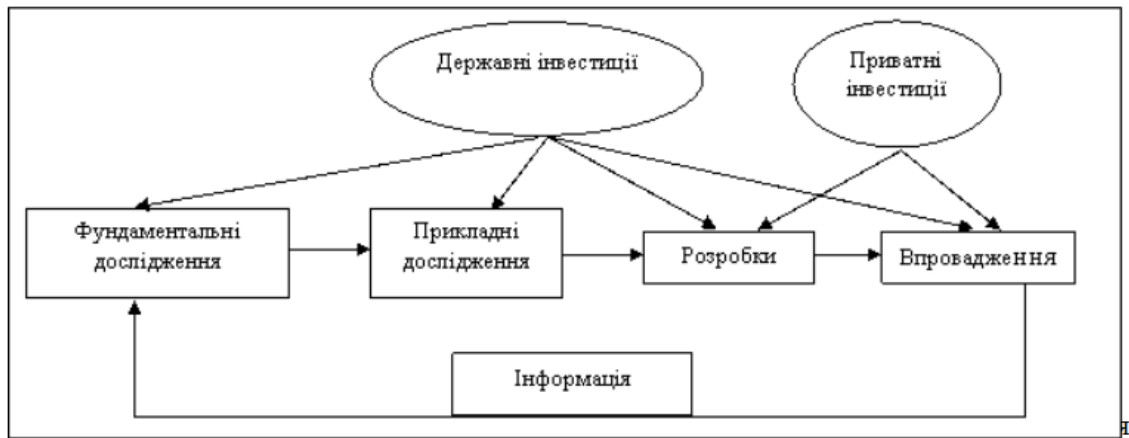 Державні інвестиції
Приватні
інвестиції
Фундаментальні
дослідження
Прикладні
дослідження
Розробки
Впровадження
Інформація
я